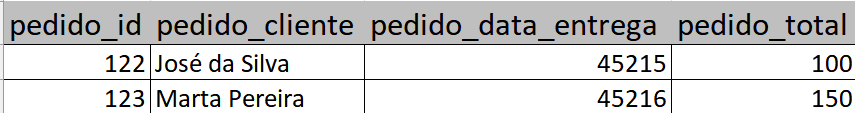 pedido_id pedido_cliente pedido_data_entrega pedido_total
122 José da Silva 45215 100
123 Marta Pereira 45216 150